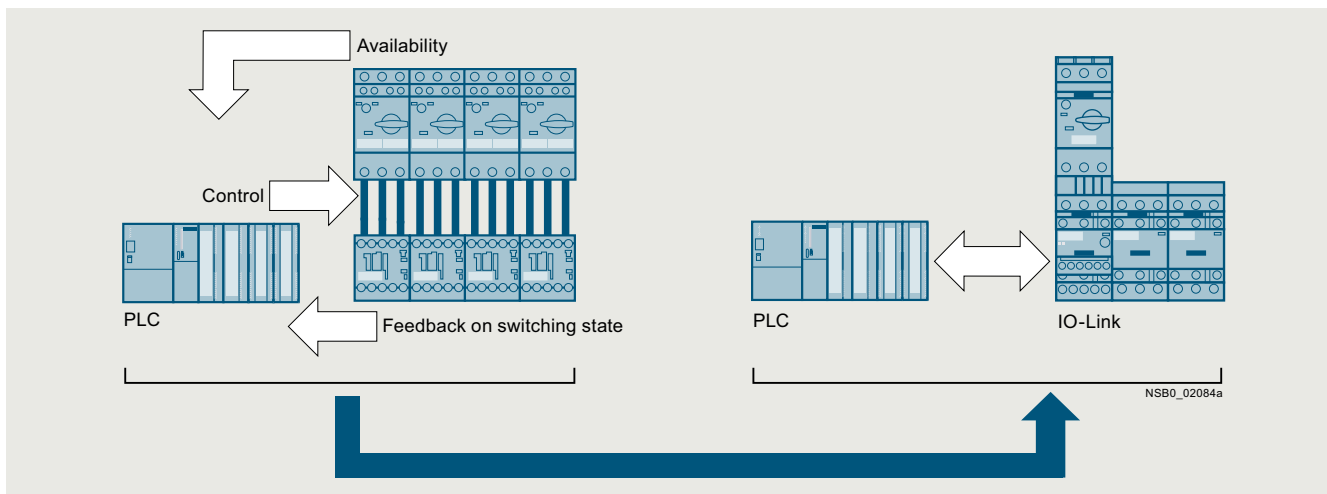 Availability
Control
PLC
Feedback on switching state
PLC
IO-Link
NSB0_02084a